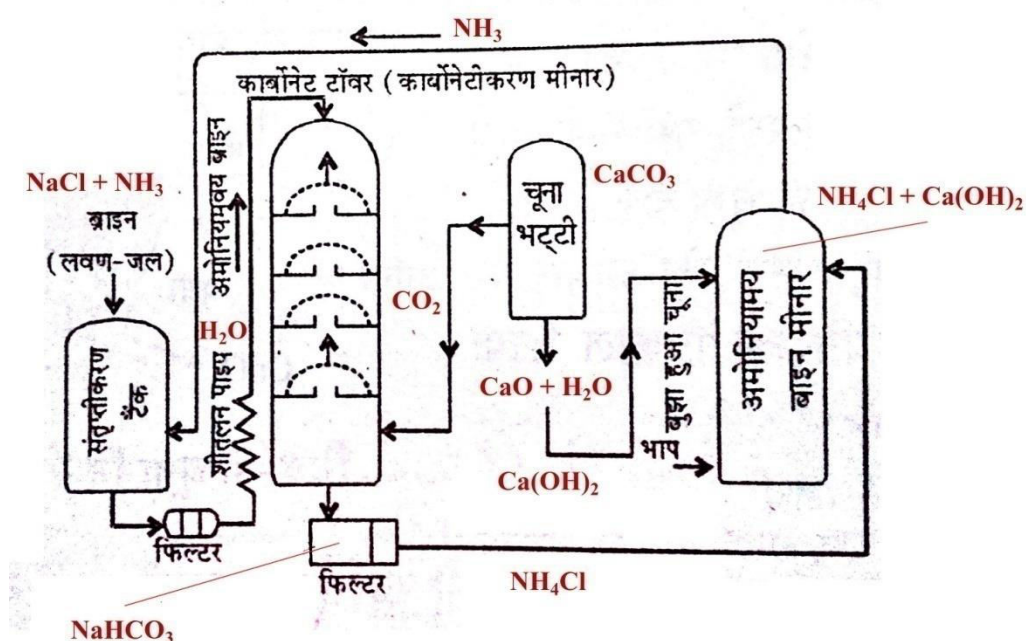 NH₃
कार्बोनेट टॉवर (कार्बोनेटीकरण मीनार)
NaCl + NH₃
ब्राइन
(लवण-जल)
संतृप्तीकरण
टैंक
फिल्टर
शीतलन पाइप
H₂O
अमोनियामय ब्राइन
CO₂
चूना
भट्टी
CaCO₃
CaO + H₂O
Ca(OH)₂
बुझा हुआ चूना
भाप
NH₄Cl + Ca(OH)₂
अमोनियामय
ब्राइन मीनार
फिल्टर
NH₄Cl
NaHCO₃